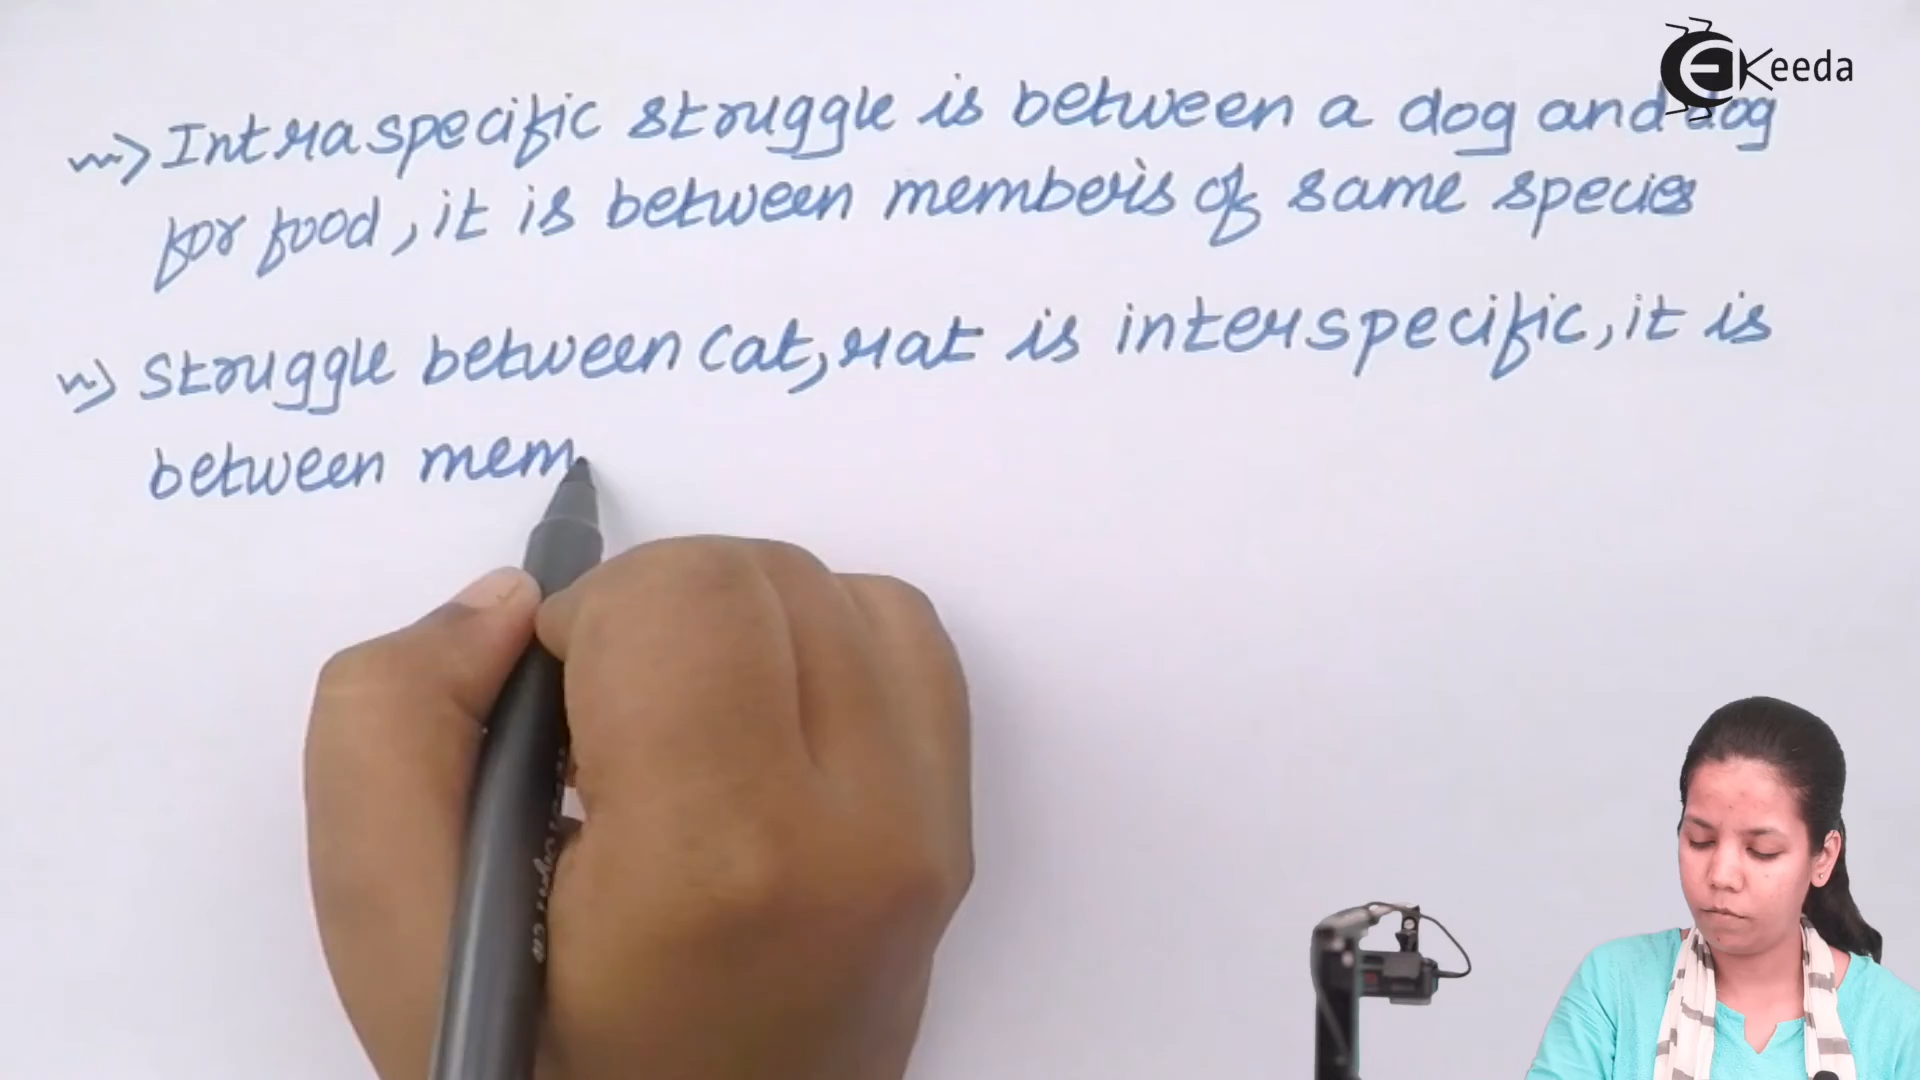 EKeeda
⇝ Intraspecific struggle is between a dog and dog
for food, it is between members of same species
⇝ Struggle between cat, rat is interspecific, it is
between mem